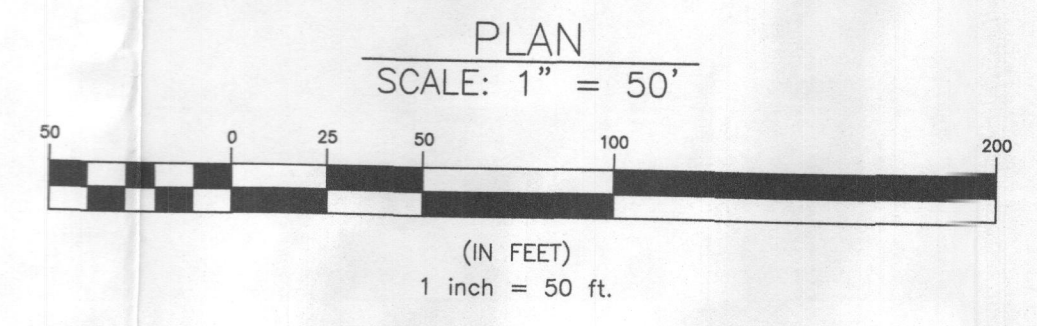 PLAN
SCALE: 1" = 50'
50 0 25 50 100 200
(IN FEET)
1 inch = 50 ft.